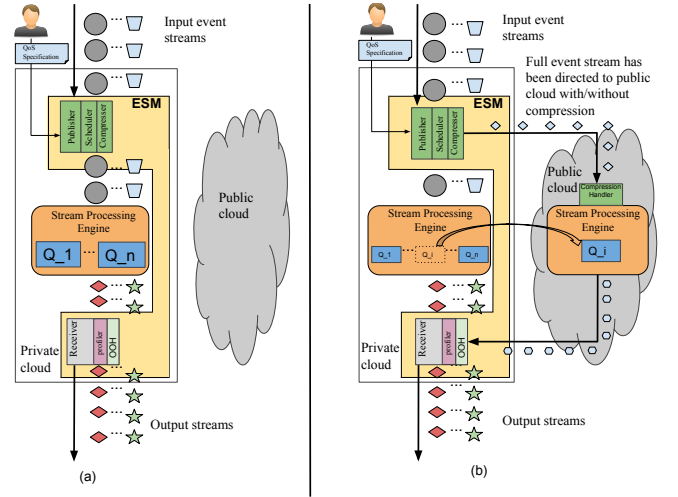 Input event
streams
QoS
Specification
ESM
Publisher
Scheduler
Compresser
Public
cloud
Stream Processing
Engine
Q_1
...
Q_n
Receiver
profiler
OOH
Private
cloud
Output streams
(a)
Input event
streams
QoS
Specification
Full event stream has
been directed to public
cloud with/without
compression
ESM
Publisher
Scheduler
Compresser
Public
cloud
Compression
Handler
Stream Processing
Engine
Q_1
Q_i
Q_n
Stream Processing
Engine
Q_i
Receiver
profiler
OOH
Private
cloud
Output streams
(b)